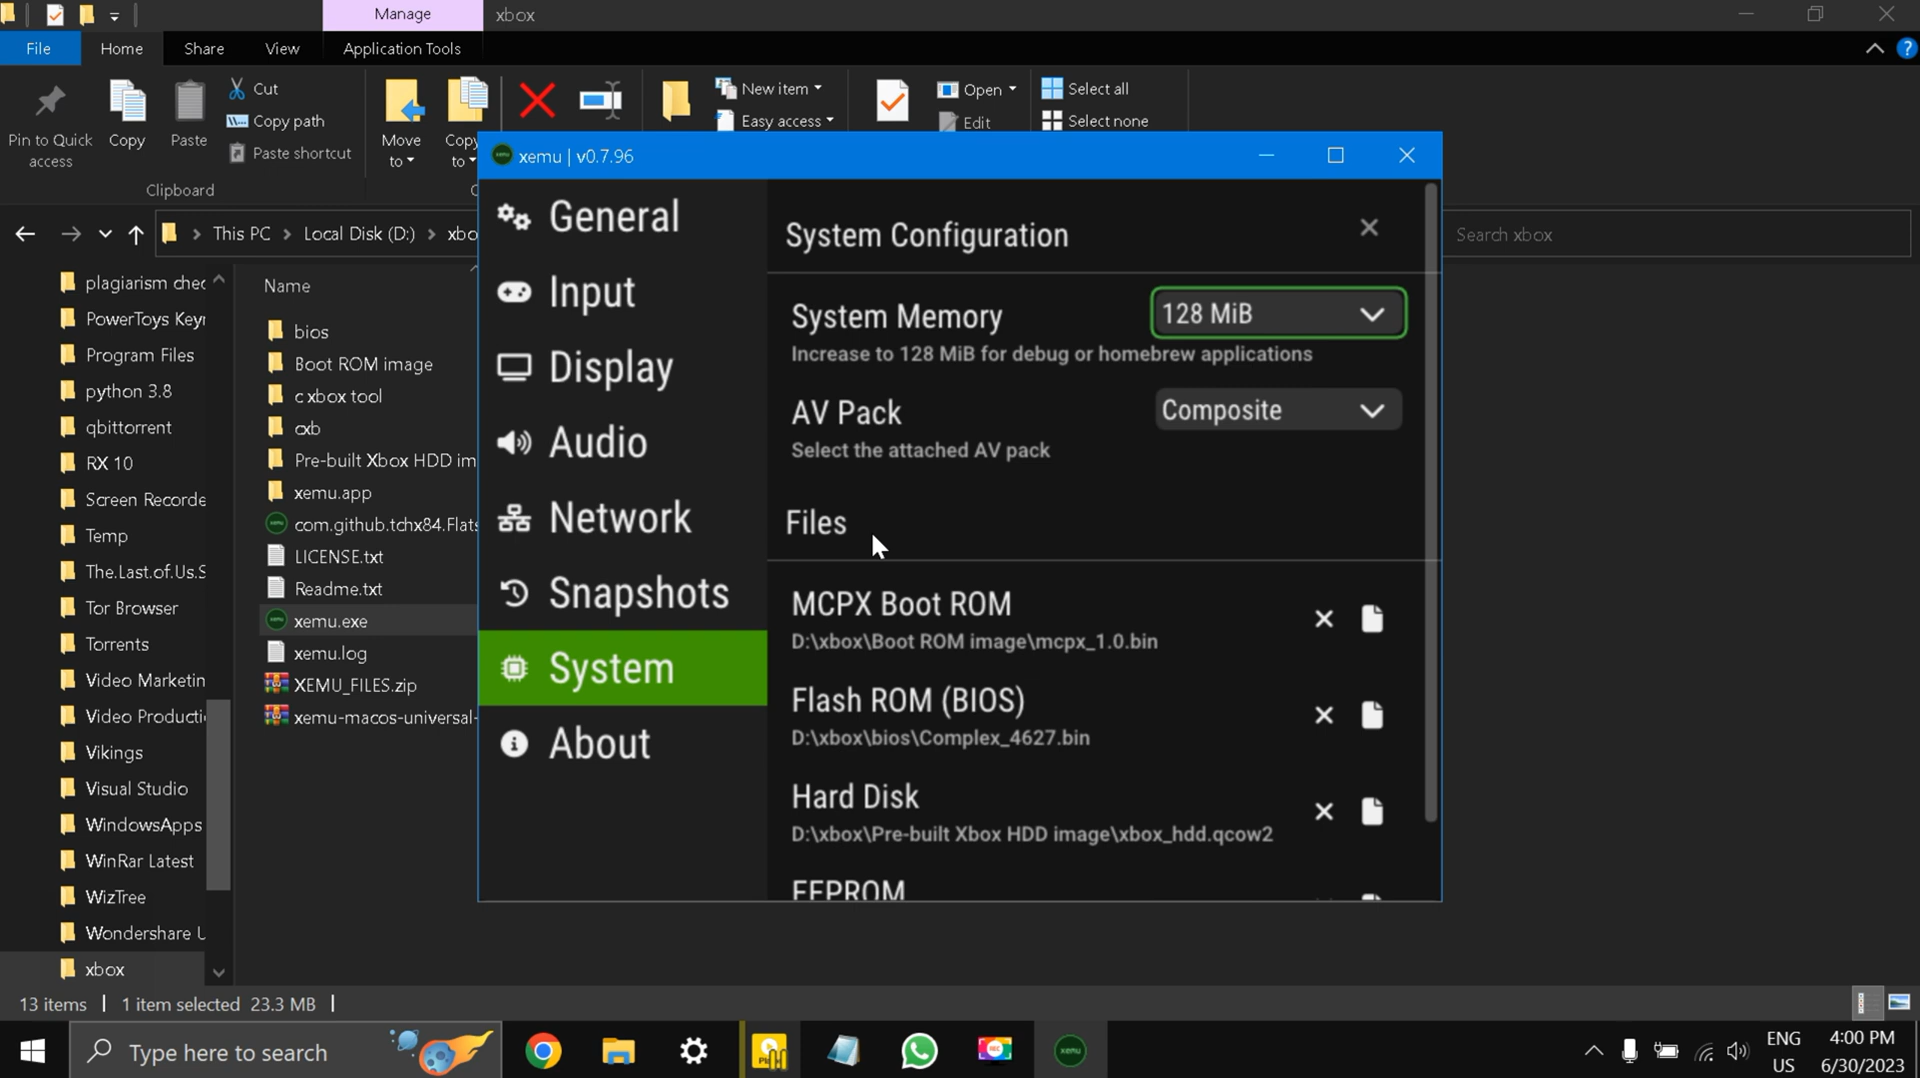 Manage
xbox
File
Home
Share
View
Application Tools
Pin to Quick access
Copy
Paste
Cut
Copy path
Paste shortcut
Clipboard
Move to
Copy to
New item
Easy access
Open
Edit
Select all
Select none
This PC
Local Disk (D:)
xbo
Search xbox
plagiarism chec
PowerToys Keyr
Program Files
python 3.8
qbittorrent
RX 10
Screen Recorde
Temp
The.Last.of.Us.S
Tor Browser
Torrents
Video Marketin
Video Producti
Vikings
Visual Studio
WindowsApps
WinRar Latest
WizTree
Wondershare U
xbox
Name
bios
Boot ROM image
c xbox tool
cxb
Pre-built Xbox HDD im
xemu.app
com.github.tchx84.Flats
LICENSE.txt
Readme.txt
xemu.exe
xemu.log
XEMU_FILES.zip
xemu-macos-universal-
xemu | v0.7.96
General
Input
Display
Audio
Network
Snapshots
System
About
System Configuration
System Memory
128 MiB
Increase to 128 MiB for debug or homebrew applications
AV Pack
Composite
Select the attached AV pack
Files
MCPX Boot ROM
D:\xbox\Boot ROM image\mcpx_1.0.bin
Flash ROM (BIOS)
D:\xbox\bios\Complex_4627.bin
Hard Disk
D:\xbox\Pre-built Xbox HDD image\xbox_hdd.qcow2
EEPROM
13 items
1 item selected 23.3 MB
Type here to search
ENG
US
4:00 PM
6/30/2023